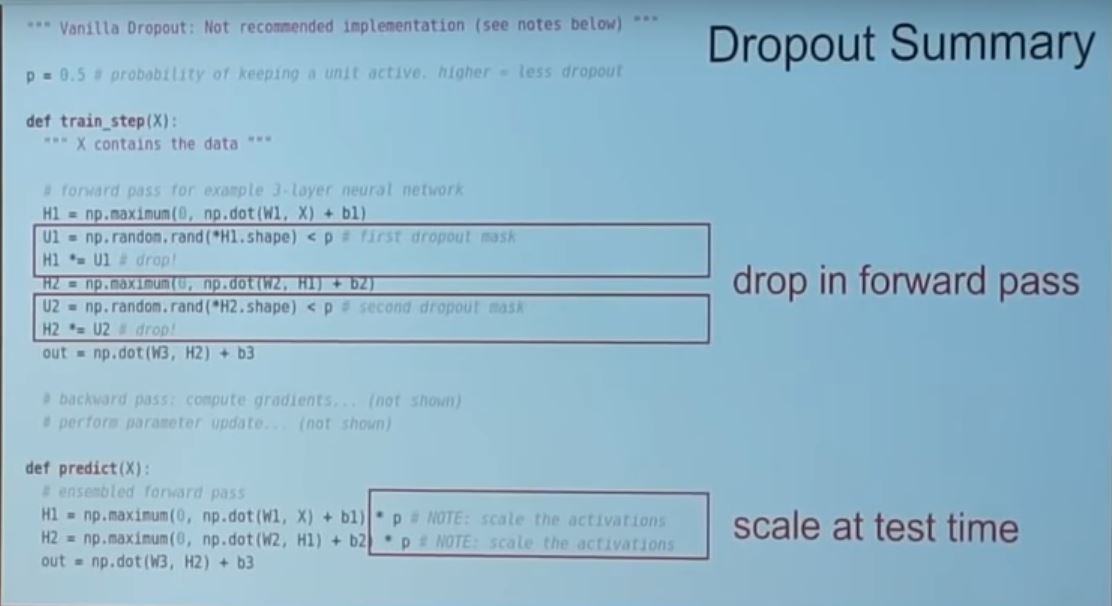 Dropout Summary
""" Vanilla Dropout: Not recommended implementation (see notes below) """
p = 0.5 # probability of keeping a unit active. higher = less dropout
def train_step(X):
""" X contains the data """
# forward pass for example 3-layer neural network
H1 = np.maximum(0, np.dot(W1, X) + b1)
U1 = np.random.rand(*H1.shape) < p # first dropout mask
H1 *= U1 # drop!
H2 = np.maximum(0, np.dot(W2, H1) + b2)
U2 = np.random.rand(*H2.shape) < p # second dropout mask
H2 *= U2 # drop!
out = np.dot(W3, H2) + b3
drop in forward pass
# backward pass: compute gradients... (not shown)
# perform parameter update... (not shown)
def predict(X):
# ensembled forward pass
H1 = np.maximum(0, np.dot(W1, X) + b1) * p # NOTE: scale the activations
H2 = np.maximum(0, np.dot(W2, H1) + b2) * p # NOTE: scale the activations
out = np.dot(W3, H2) + b3
scale at test time